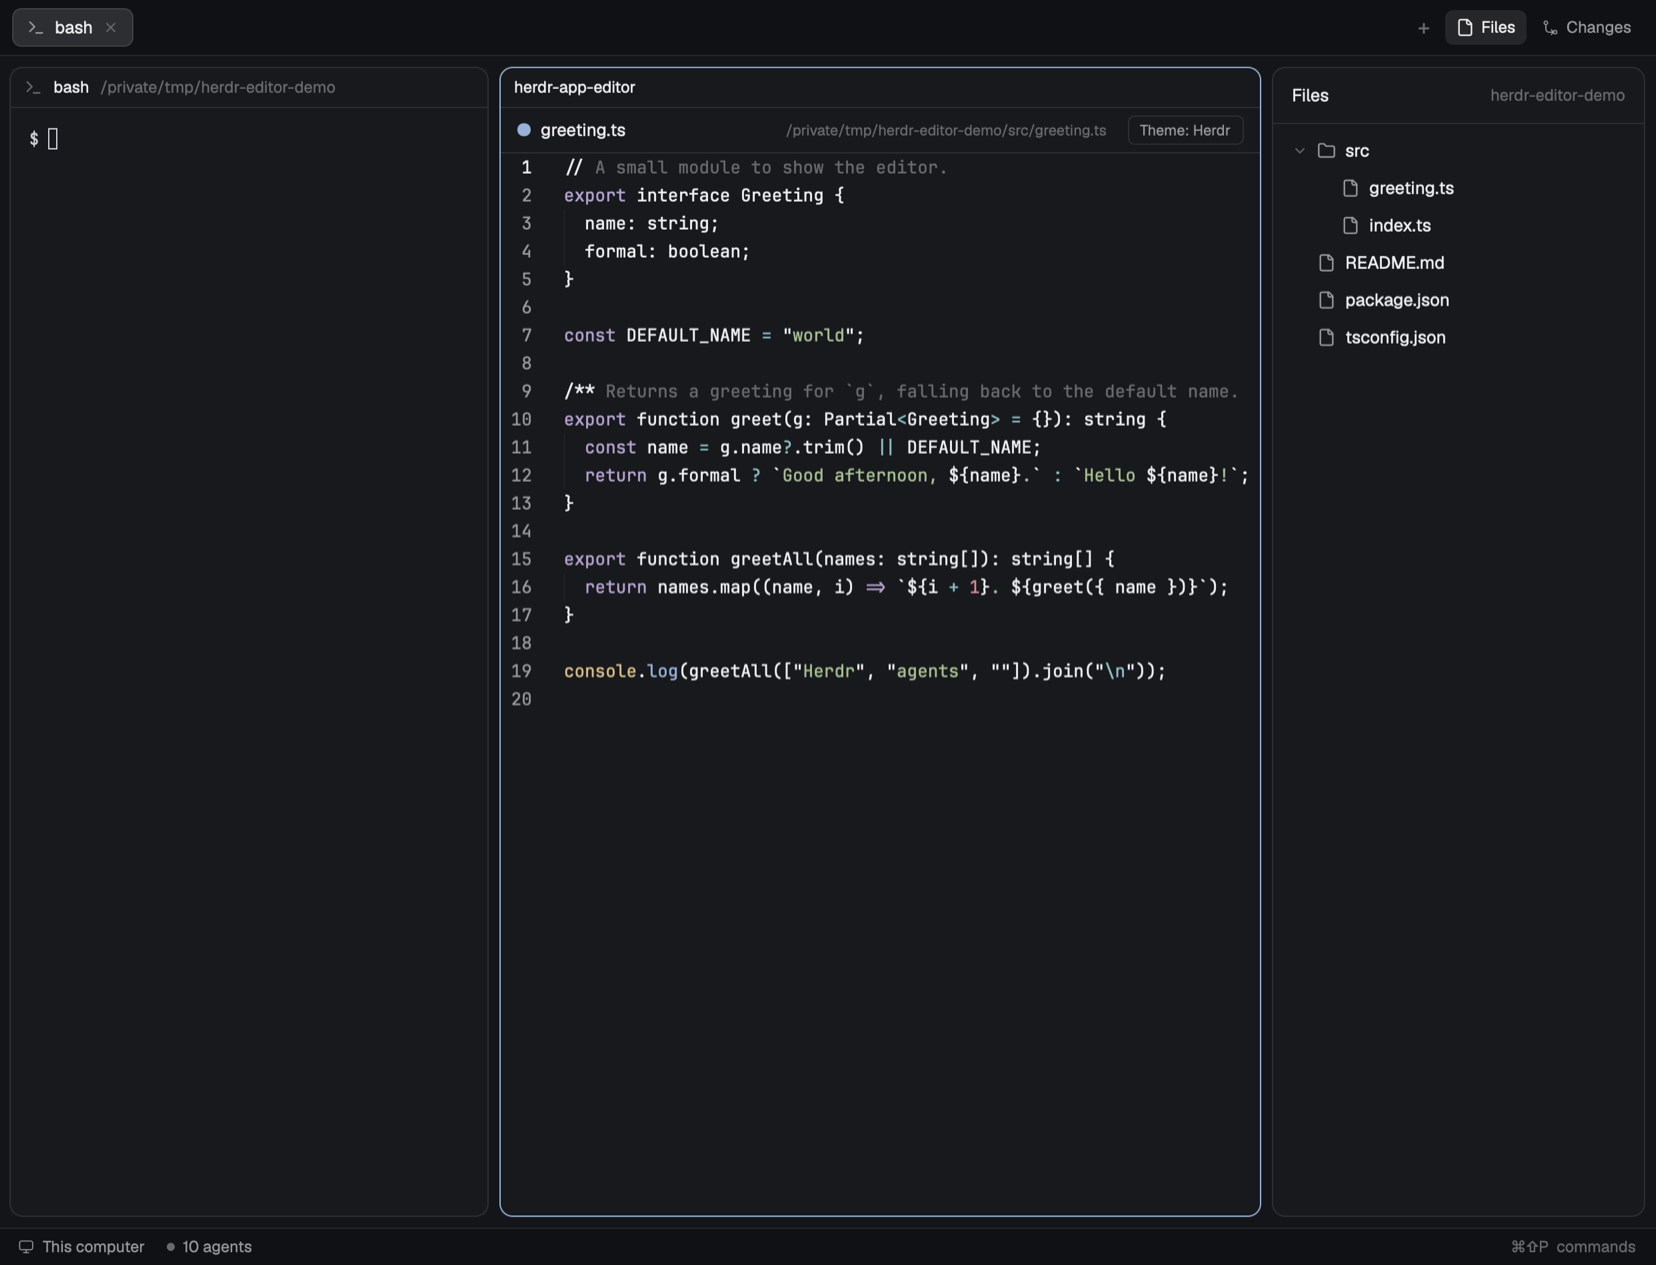 bash
Files
Changes
bash /private/tmp/herdr-editor-demo
$
herdr-app-editor
greeting.ts /private/tmp/herdr-editor-demo/src/greeting.ts Theme: Herdr
1 // A small module to show the editor.
2 export interface Greeting {
3 name: string;
4 formal: boolean;
5 }
6
7 const DEFAULT_NAME = "world";
8
9 /** Returns a greeting for `g`, falling back to the default name.
10 export function greet(g: Partial<Greeting> = {}): string {
11 const name = g.name?.trim() || DEFAULT_NAME;
12 return g.formal ? `Good afternoon, ${name}.` : `Hello ${name}!`;
13 }
14
15 export function greetAll(names: string[]): string[] {
16 return names.map((name, i) => `${i + 1}. ${greet({ name })}`);
17 }
18
19 console.log(greetAll(["Herdr", "agents", ""]).join("\n"));
20
Files herdr-editor-demo
src
greeting.ts
index.ts
README.md
package.json
tsconfig.json
This computer 10 agents ⌘⇧P commands